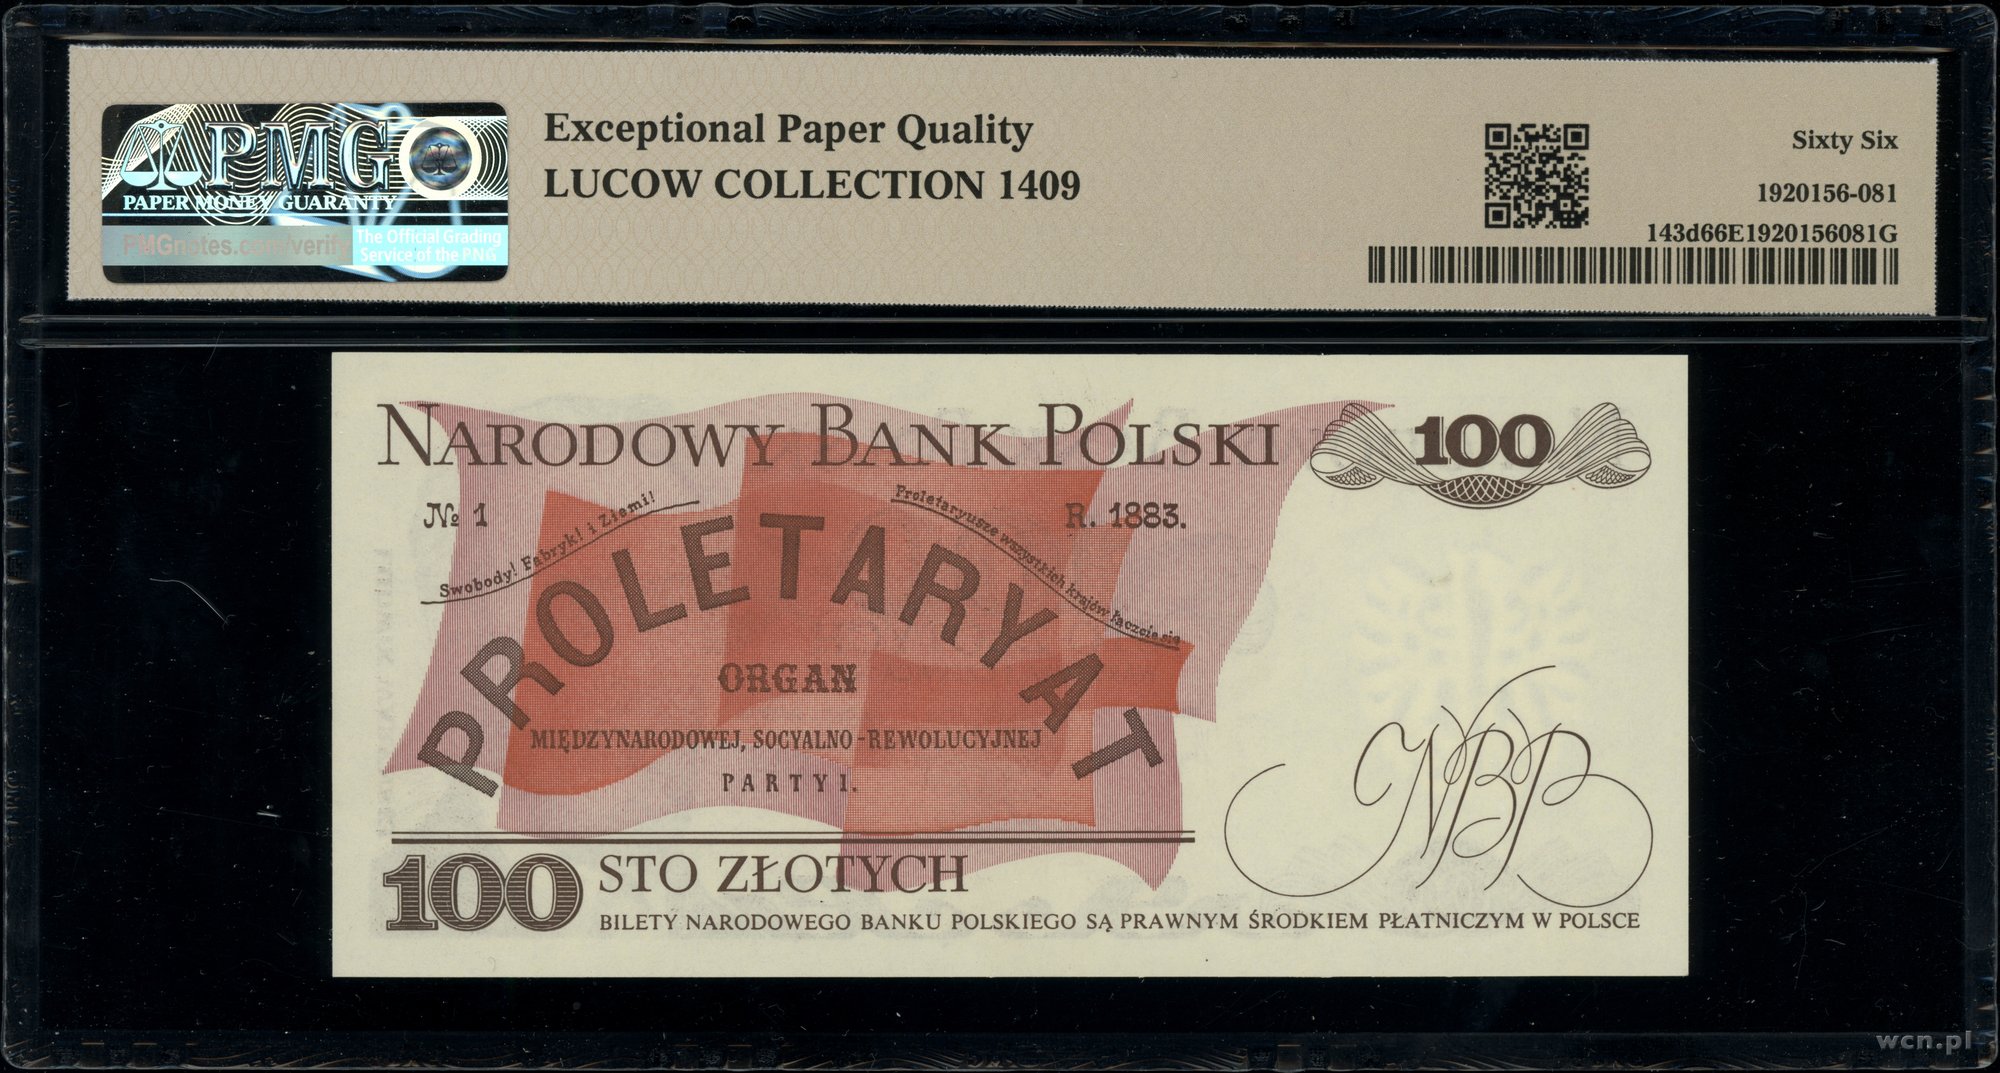 PMG
PAPER MONEY GUARANTY
PMGnotes.com/verify
The Official Grading
Service of the PNG
Exceptional Paper Quality
LUCOW COLLECTION 1409
Sixty Six
1920156-081
143d66E1920156081G
NARODOWY BANK POLSKI
100
№ 1
Swobody! Fabryk! i Ziemi!
Proletaryusze wszystkich krajów łączcie się
R. 1883.
PROLETARYAT
ORGAN
MIĘDZYNARODOWEJ, SOCYALNO-REWOLUCYJNEJ
PARTYI.
NBP
100 STO ZŁOTYCH
BILETY NARODOWEGO BANKU POLSKIEGO SĄ PRAWNYM ŚRODKIEM PŁATNICZYM W POLSCE
wcn.pl